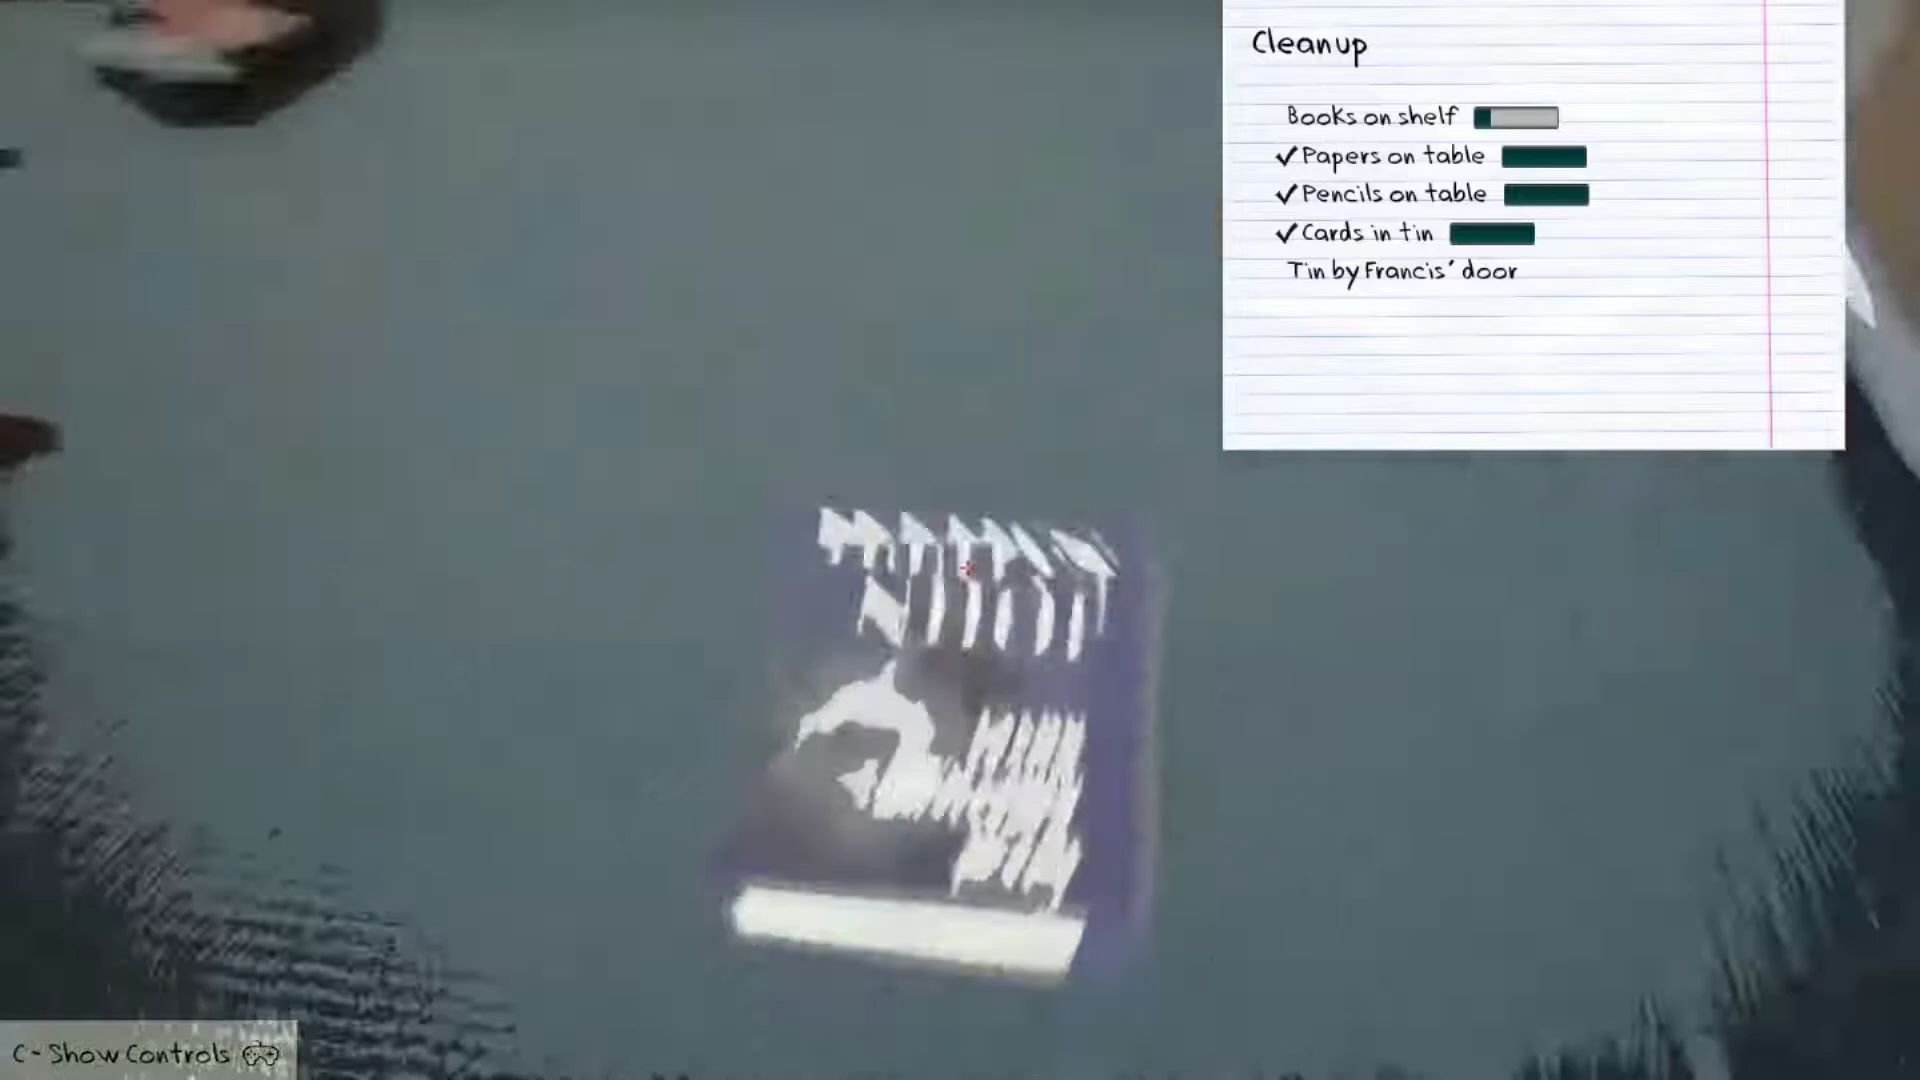 Cleanup
Books on shelf
✓ Papers on table
✓ Pencils on table
✓ Cards in tin
Tin by Francis' door
C - Show Controls